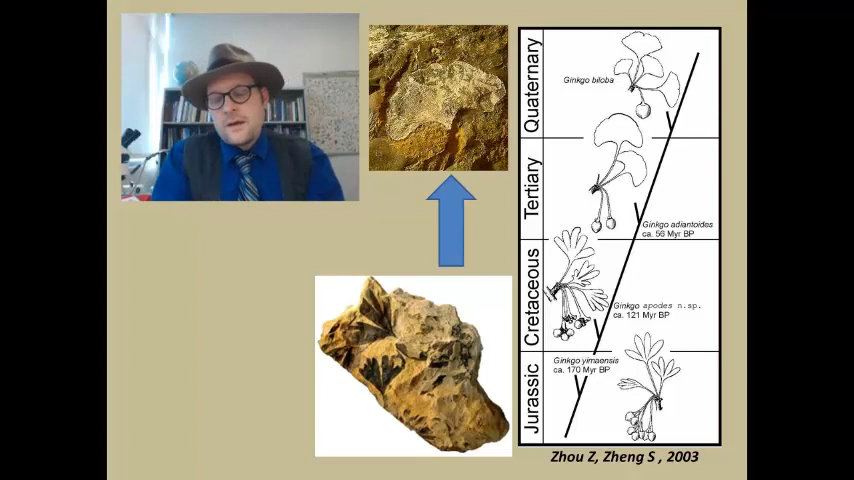 Quaternary
Ginkgo biloba
Tertiary
Ginkgo adiantoides
ca. 56 Myr BP
Cretaceous
Ginkgo apodes n.sp.
ca. 121 Myr BP
Jurassic
Ginkgo yimaensis
ca. 170 Myr BP
Zhou Z, Zheng S , 2003